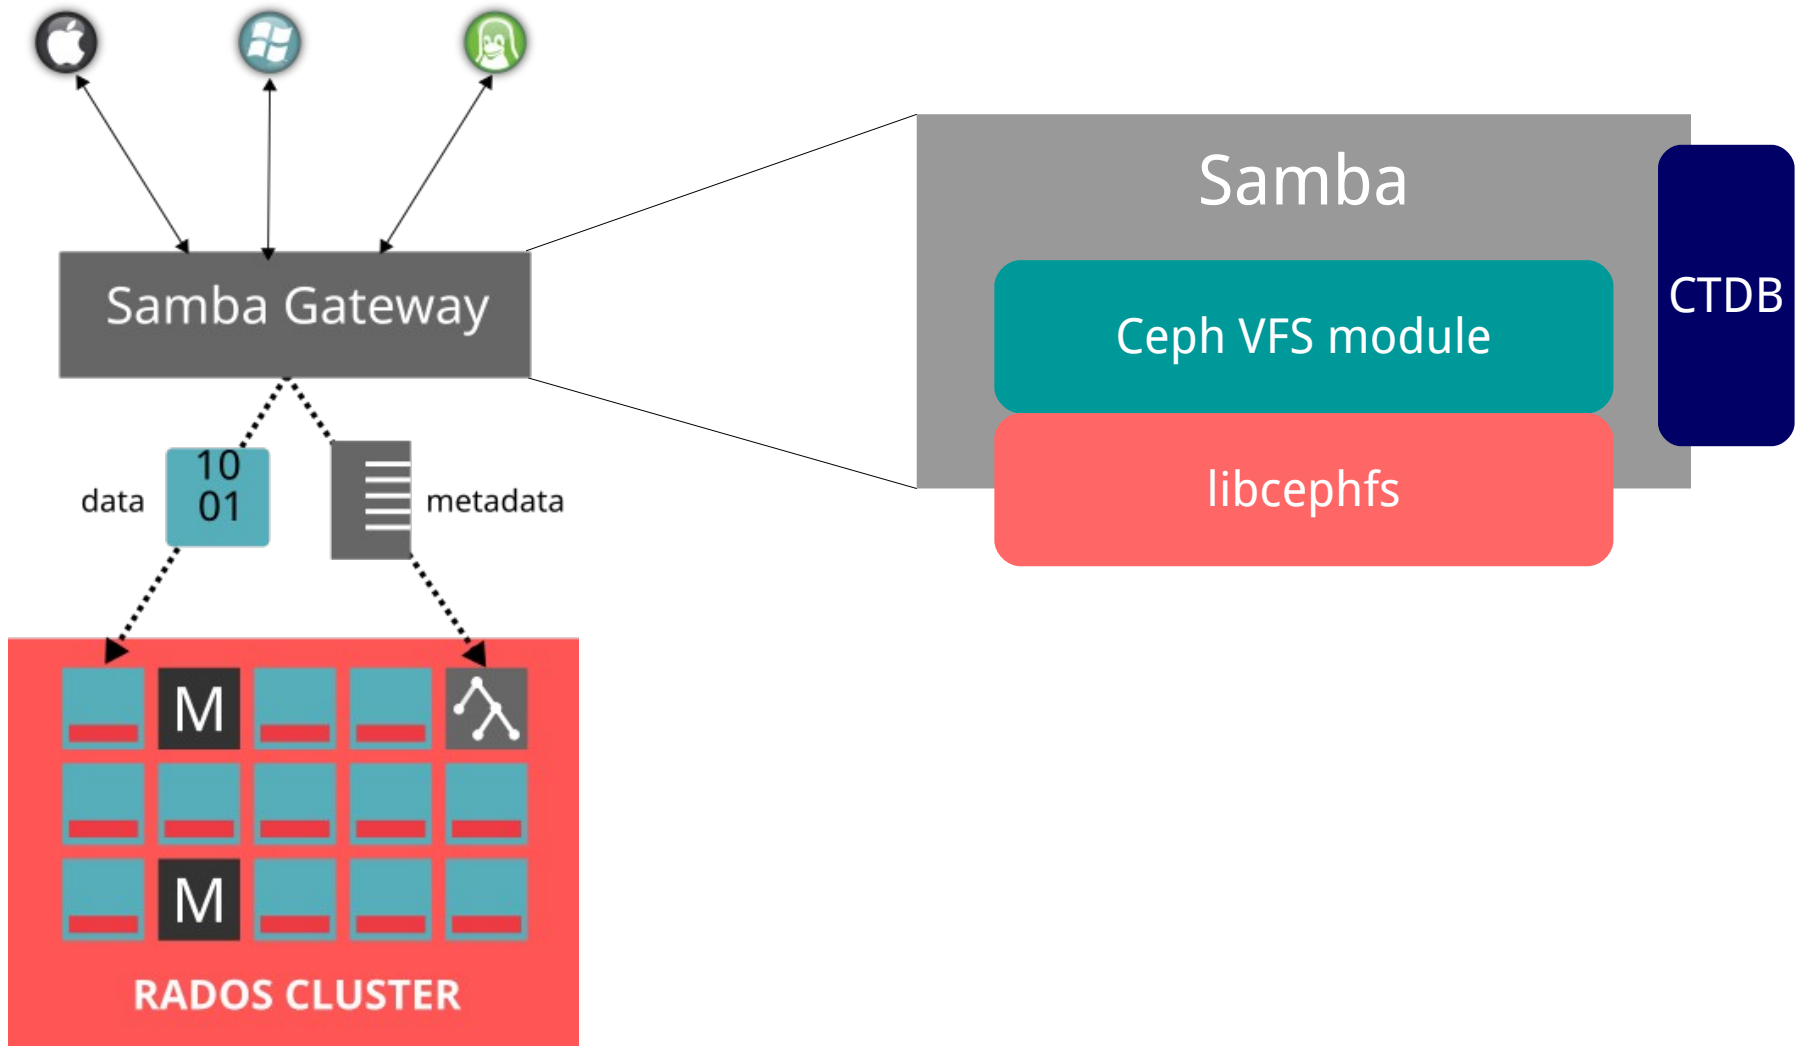 Samba Gateway
data
10
01
metadata
M
M
RADOS CLUSTER
Samba
Ceph VFS module
libcephfs
CTDB